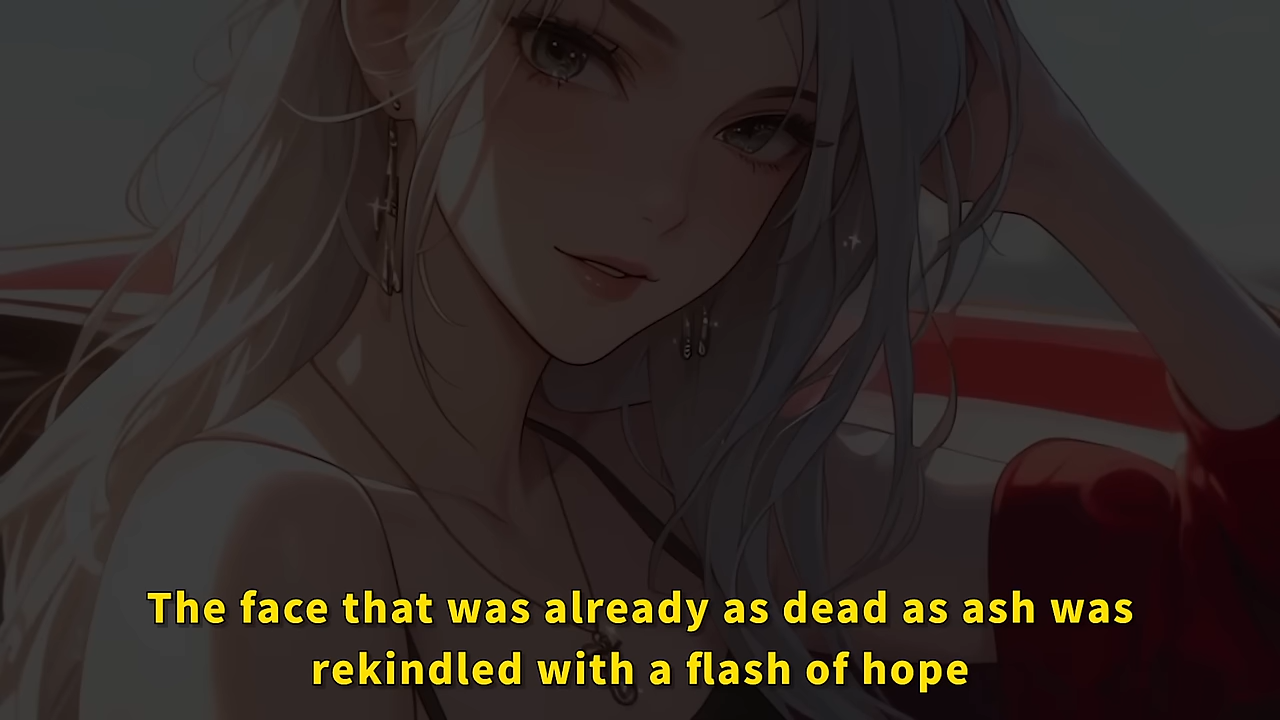 The face that was already as dead as ash was
rekindled with a flash of hope